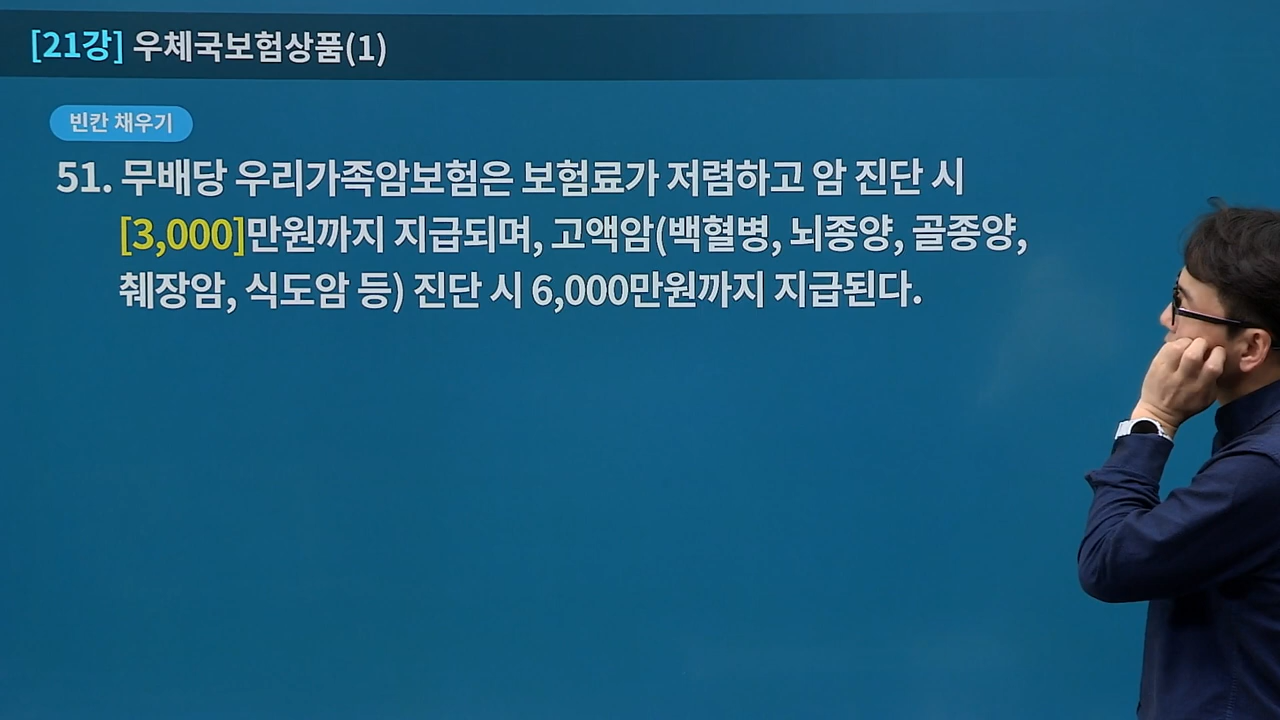 [21강] 우체국보험상품(1)
빈칸 채우기
51. 무배당 우리가족암보험은 보험료가 저렴하고 암 진단 시
[3,000]만원까지 지급되며, 고액암(백혈병, 뇌종양, 골종양,
췌장암, 식도암 등) 진단 시 6,000만원까지 지급된다.